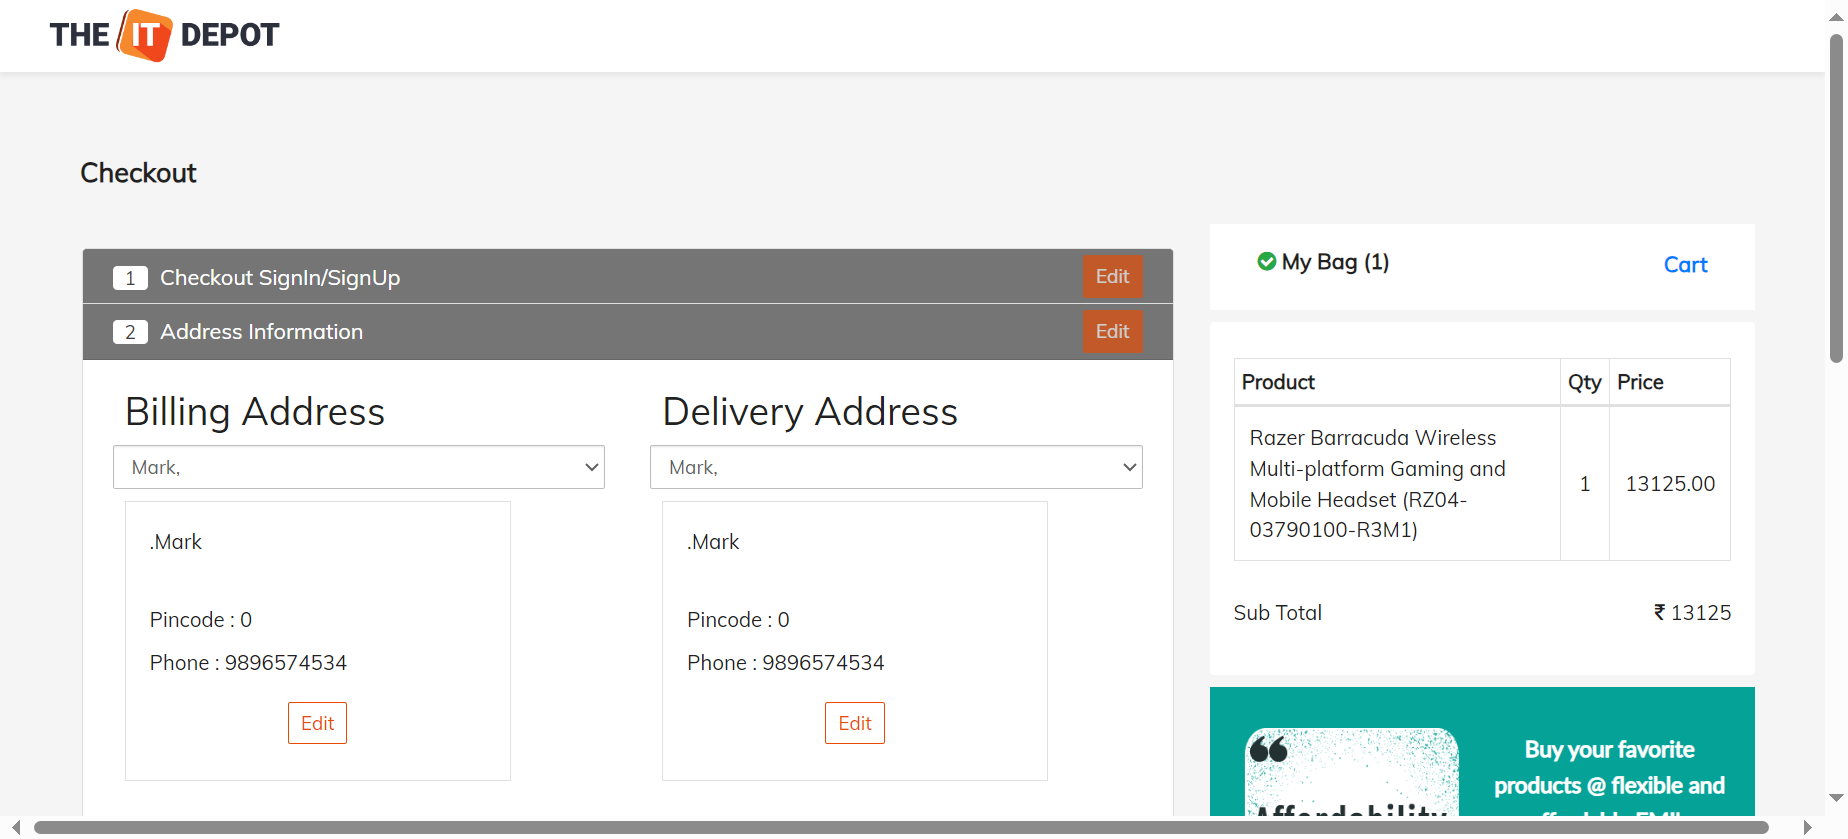 THE IT DEPOT
Checkout
1 Checkout SignIn/SignUp Edit
2 Address Information Edit
Billing Address
Mark,
.Mark
Pincode : 0
Phone : 9896574534
Edit
Delivery Address
Mark,
.Mark
Pincode : 0
Phone : 9896574534
Edit
My Bag (1) Cart
Product Qty Price
Razer Barracuda Wireless
Multi-platform Gaming and
Mobile Headset (RZ04-
03790100-R3M1)
1 13125.00
Sub Total ₹ 13125
❝
Affordability
Buy your favorite
products @ flexible and